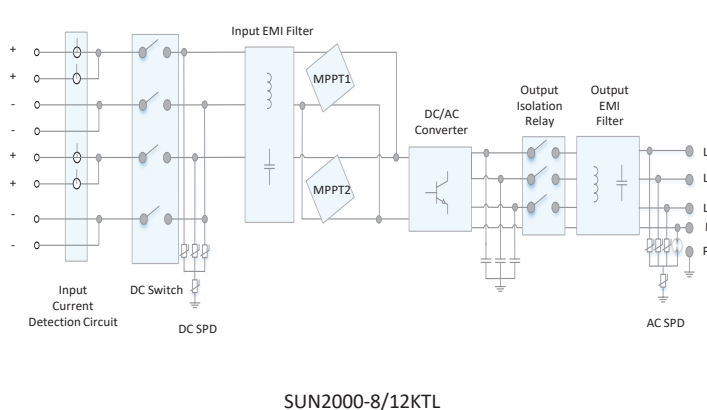 Input EMI Filter
+
+
-
-
+
+
-
-
MPPT1
MPPT2
DC/AC
Converter
Output
Isolation
Relay
Output
EMI
Filter
L
L
L
Input
Current
Detection Circuit
DC Switch
DC SPD
AC SPD
SUN2000-8/12KTL